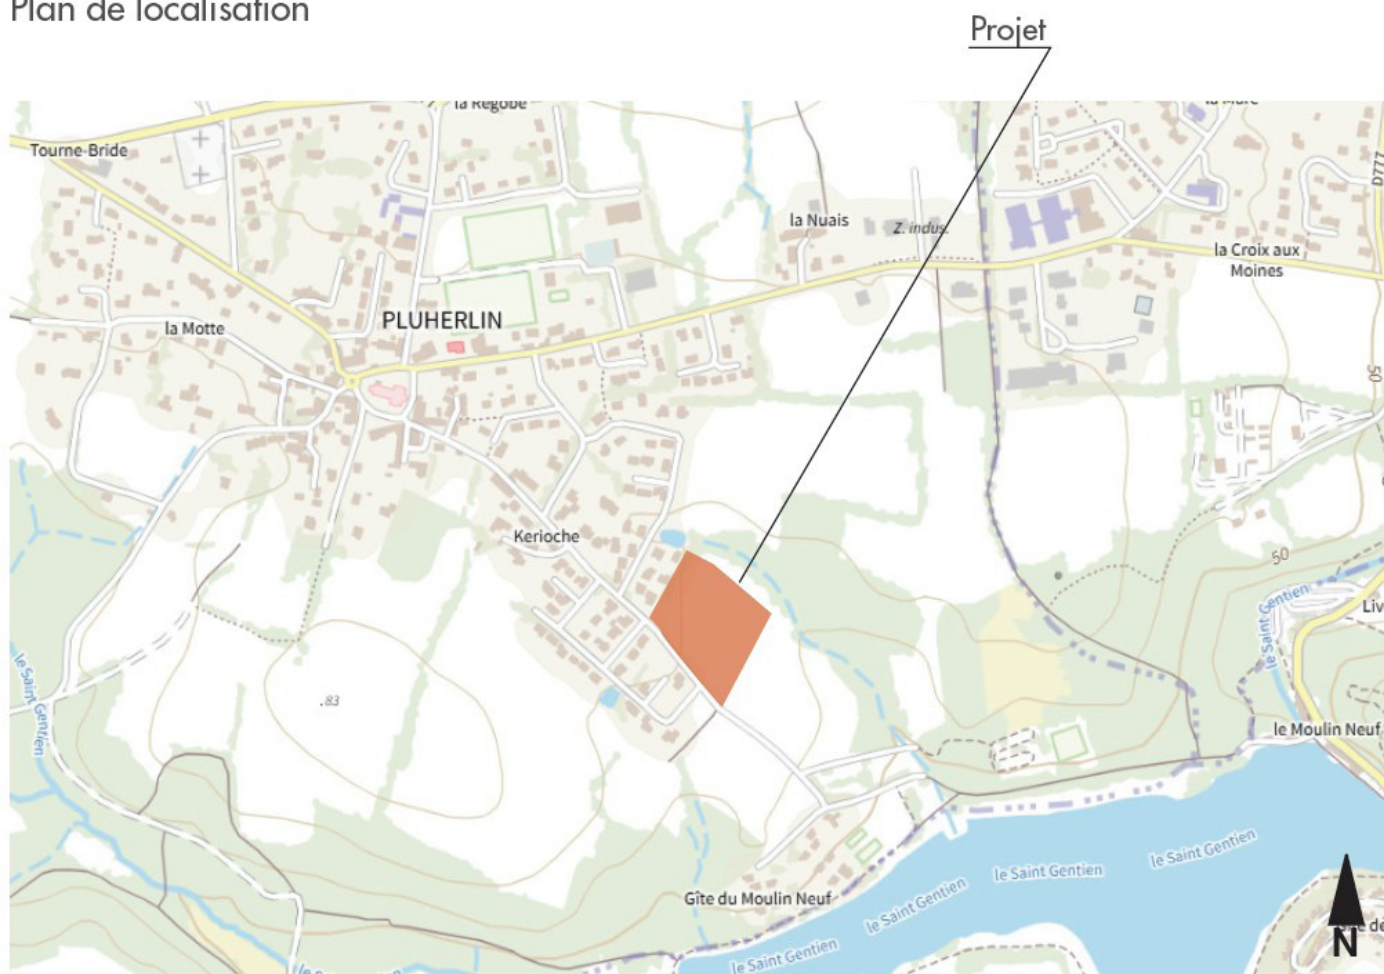 Plan de localisation
Projet
la Régobe
Tourne-Bride
la Nuais
Z. indus.
D777
la Croix aux
Moines
la Motte
PLUHERLIN
50
Kerioche
50
le Saint Gentien
le Saint Gentien
.83
le Moulin Neuf
le Saint Gentien
le Saint Gentien
Gîte du Moulin Neuf
le Saint Gentien
le Saint Gentien
N